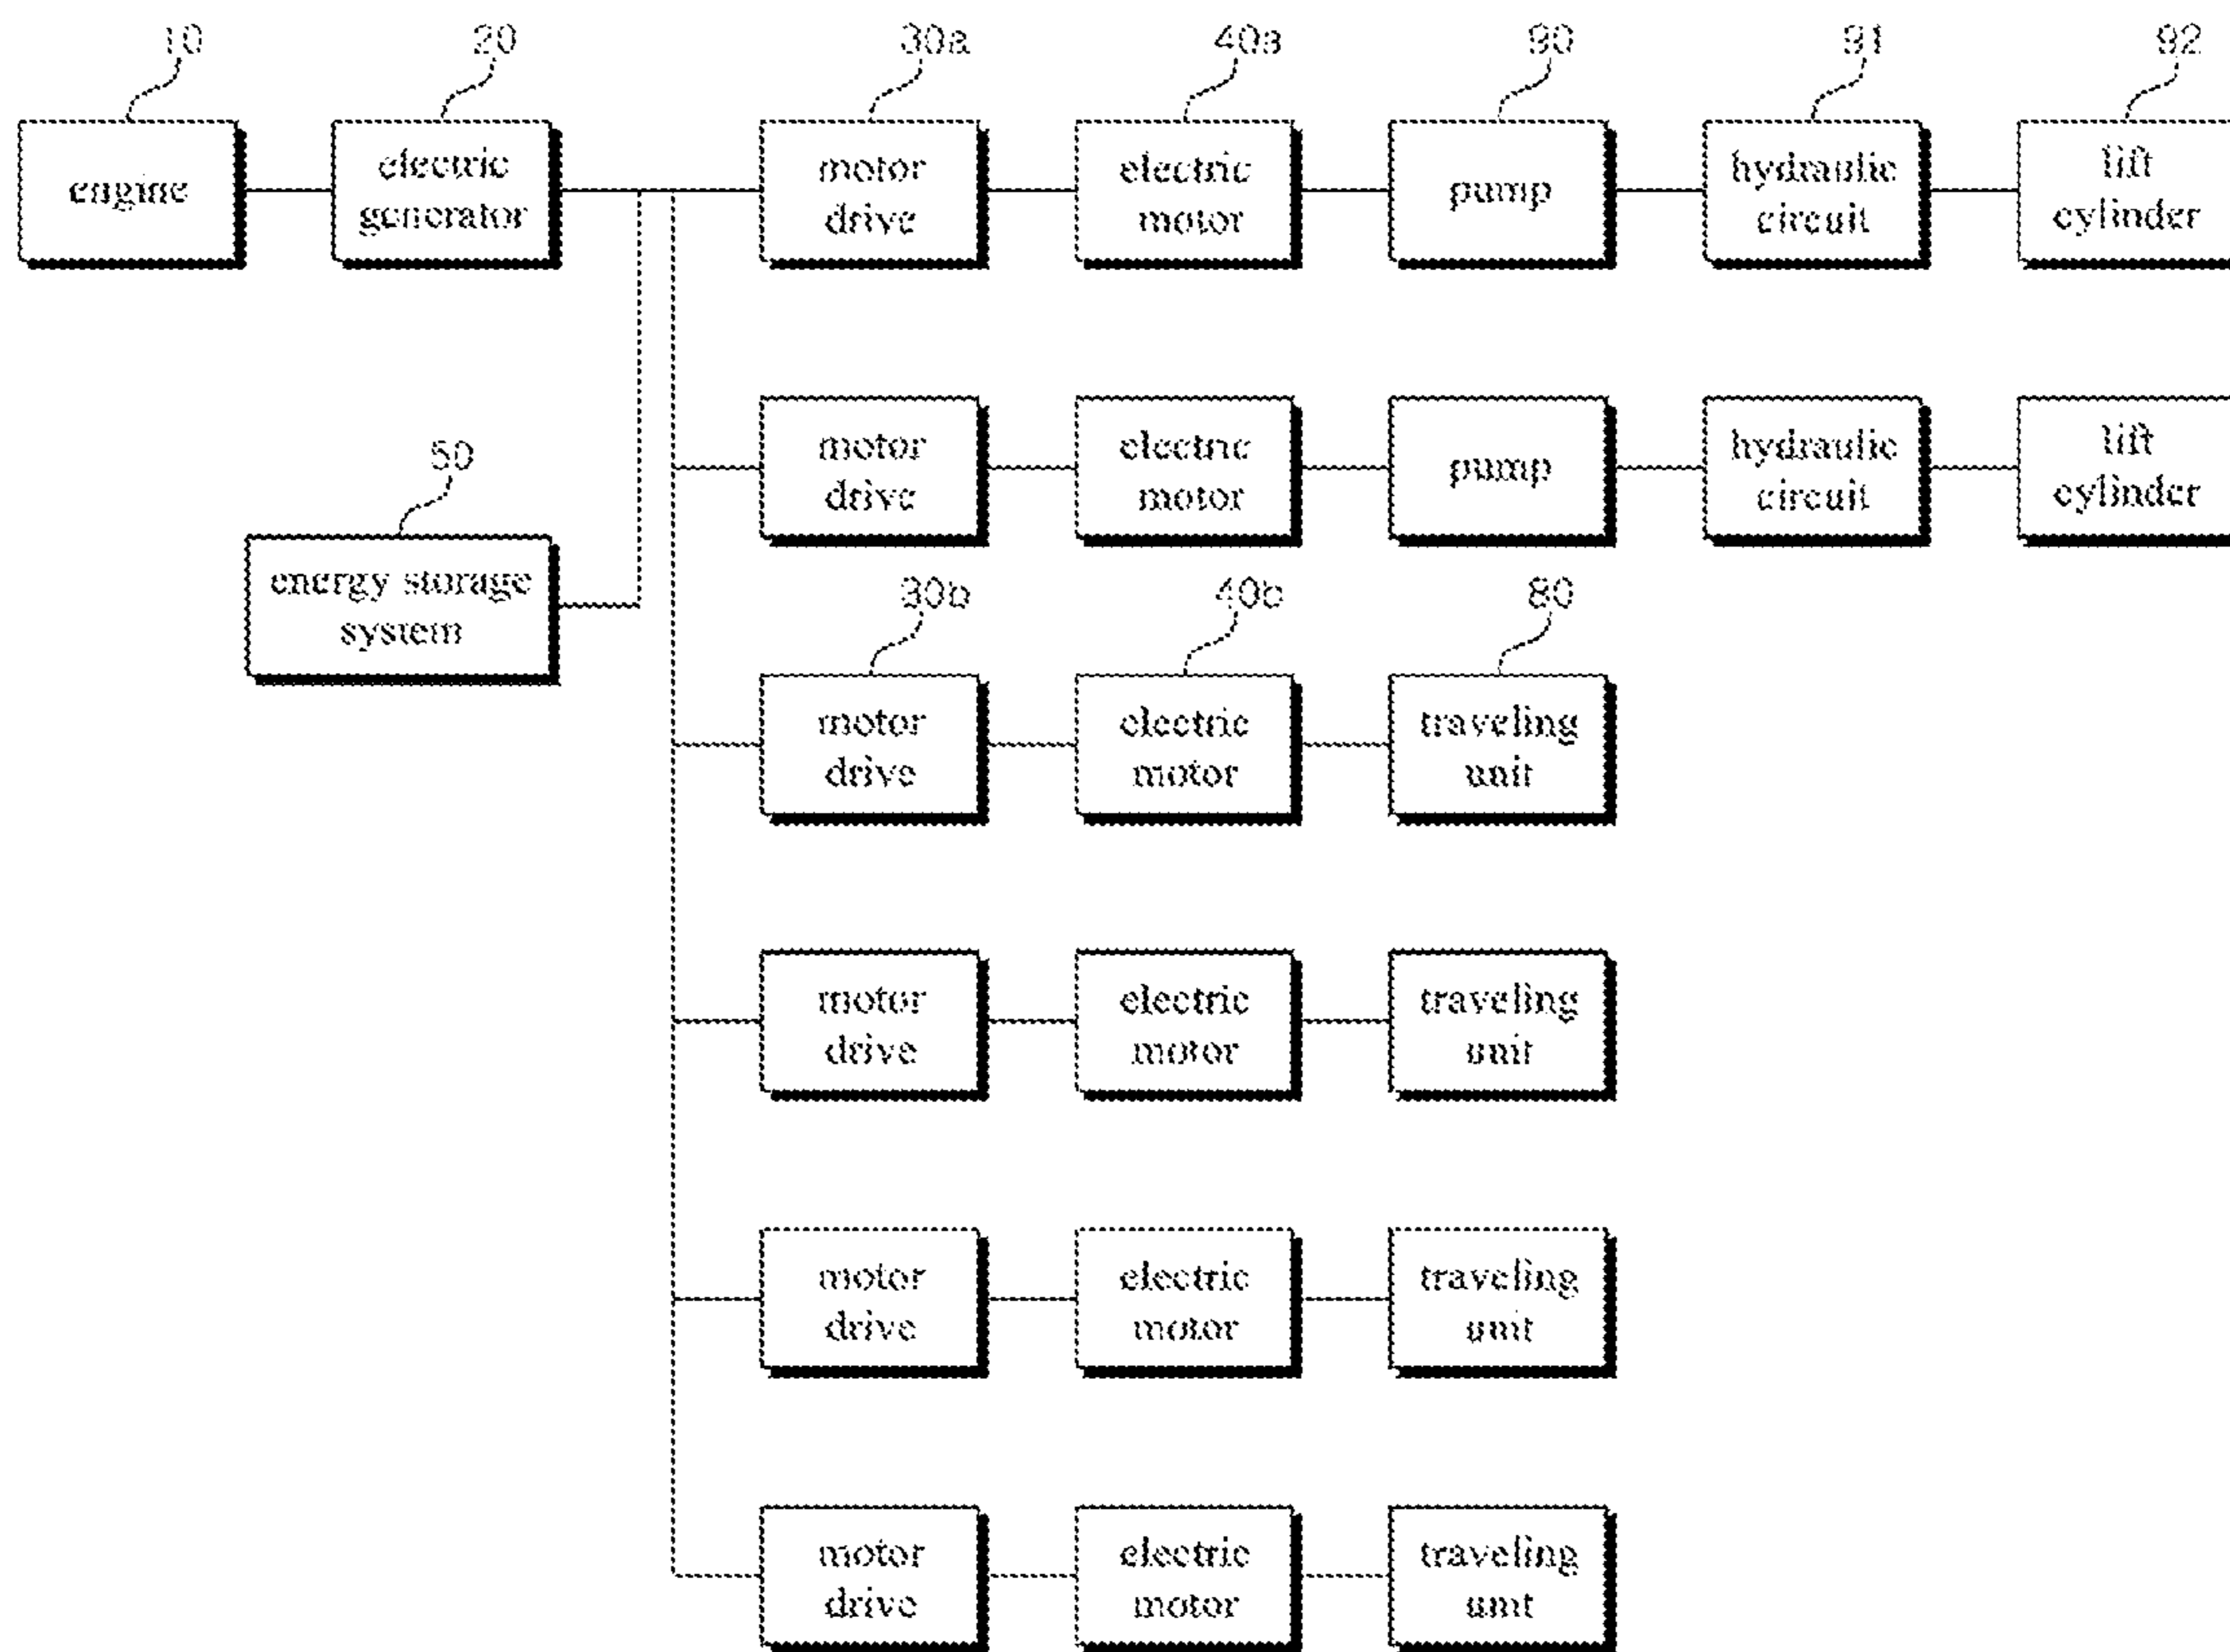 10 20 30a 40a 90 91 92
engine
electric
generator
motor
drive
electric
motor
pump
hydraulic
circuit
lift
cylinder
motor
drive
electric
motor
pump
hydraulic
circuit
lift
cylinder
50
energy storage
system
30b 40b 80
motor
drive
electric
motor
traveling
unit
motor
drive
electric
motor
traveling
unit
motor
drive
electric
motor
traveling
unit
motor
drive
electric
motor
traveling
unit